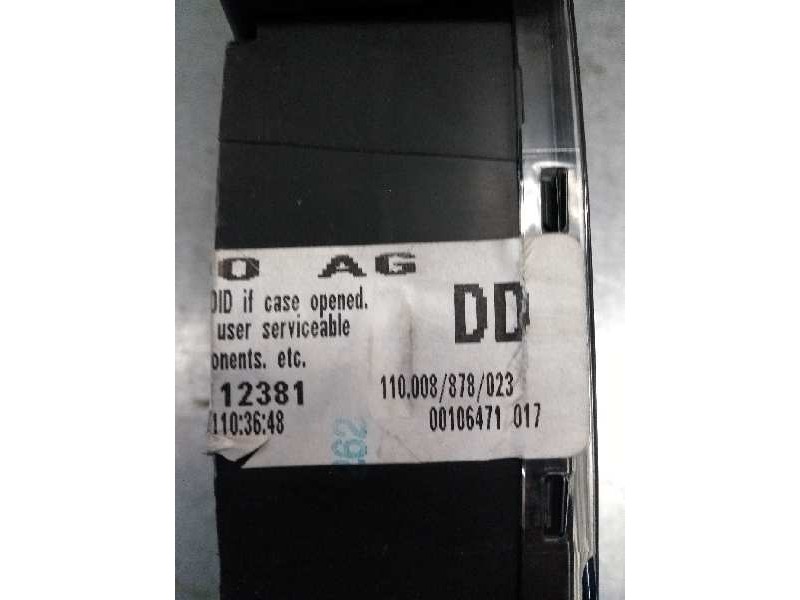 AG
if case opened.
DD
user serviceable
onents. etc.
12381 110.008/878/023
110:36:48 00106471 017
262